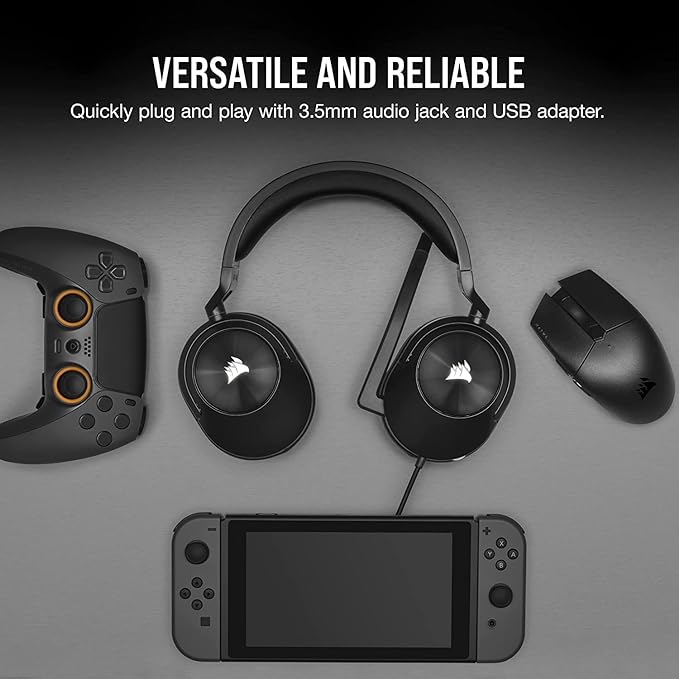 VERSATILE AND RELIABLE
Quickly plug and play with 3.5mm audio jack and USB adapter.
X
Y A
B